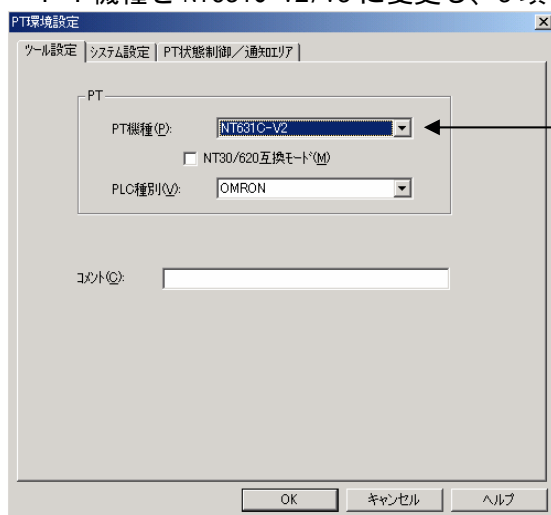 PT環境設定
ツール設定 システム設定 PT状態制御／通知エリア
PT
PT機種(P): NT631C-V2
NT30/620互換モード(M)
PLC種別(V): OMRON
コメント(C):
OK キャンセル ヘルプ